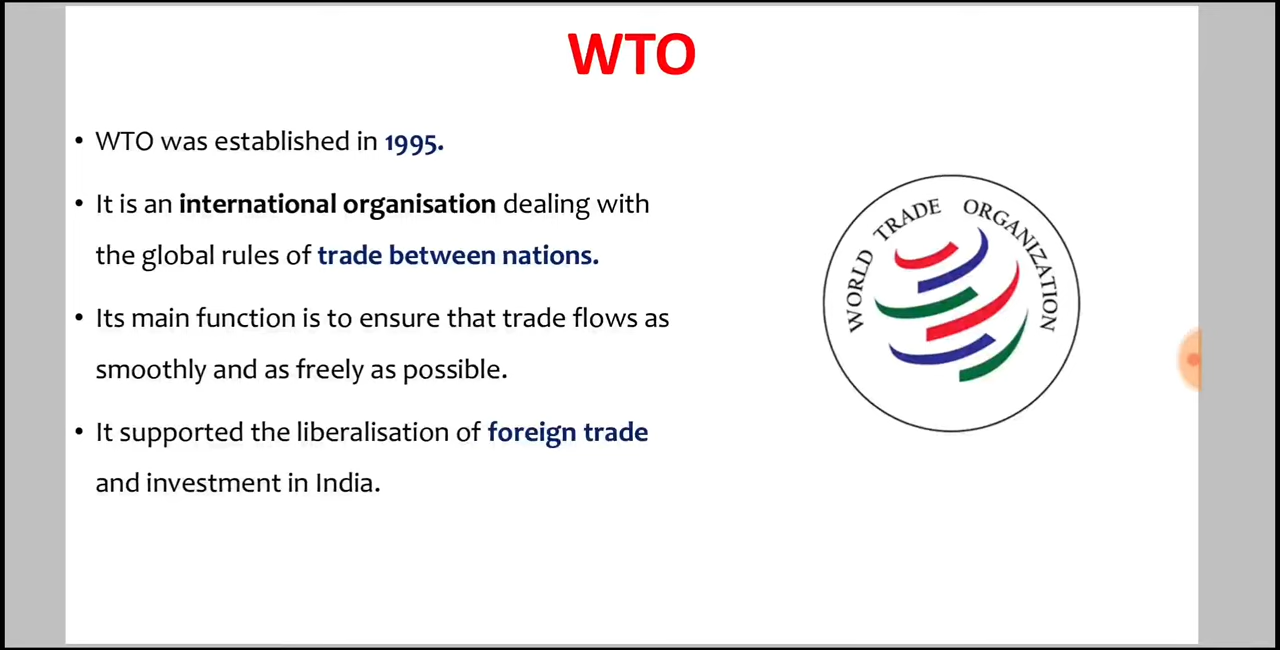 WTO
• WTO was established in 1995.
• It is an international organisation dealing with
the global rules of trade between nations.
• Its main function is to ensure that trade flows as
smoothly and as freely as possible.
• It supported the liberalisation of foreign trade
and investment in India.
WORLD TRADE ORGANIZATION